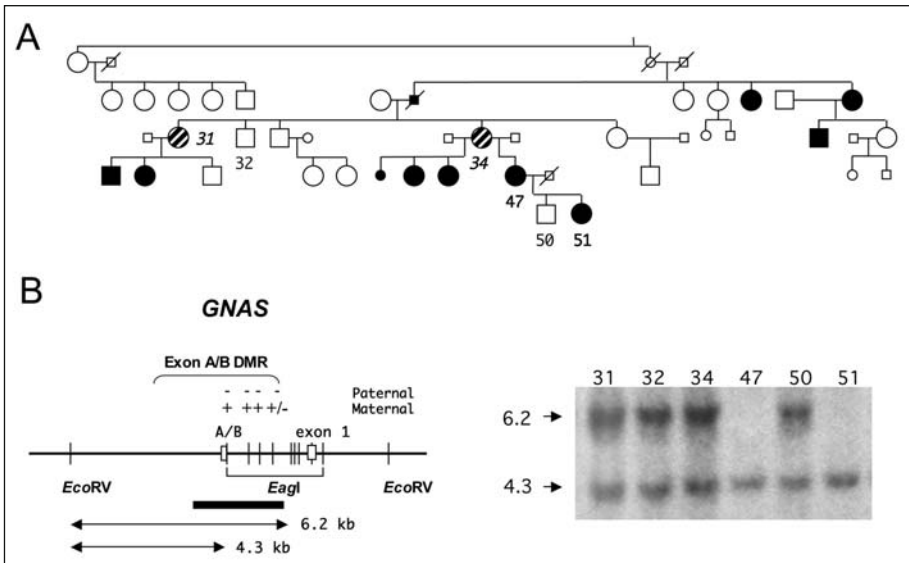 A
31
32
34
47
50
51
B
GNAS
Exon A/B DMR
- -- - Paternal
+ +++/- Maternal
A/B exon 1
EcoRV EagI EcoRV
6.2 kb
4.3 kb
31 32 34 47 50 51
6.2
4.3